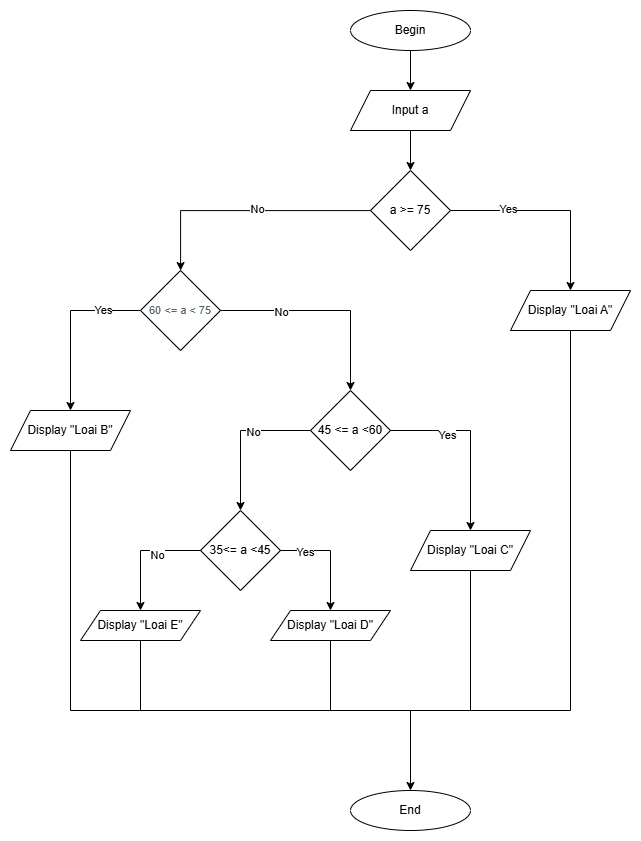 Begin
Input a
a >= 75
No
Yes
60 <= a < 75
Yes
No
Display "Loai A"
45 <= a <60
Display "Loai B"
No
Yes
35<= a <45
No
Yes
Display "Loai C"
Display "Loai E"
Display "Loai D"
End